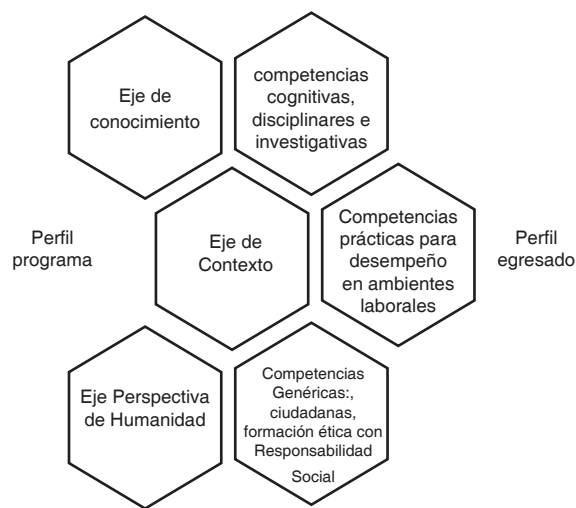 Eje de
conocimiento
competencias
cognitivas,
disciplinares e
investigativas
Perfil
programa
Eje de
Contexto
Competencias
prácticas para
desempeño
en ambientes
laborales
Perfil
egresado
Eje Perspectiva
de Humanidad
Competencias
Genéricas:,
ciudadanas,
formación ética con
Responsabilidad
Social